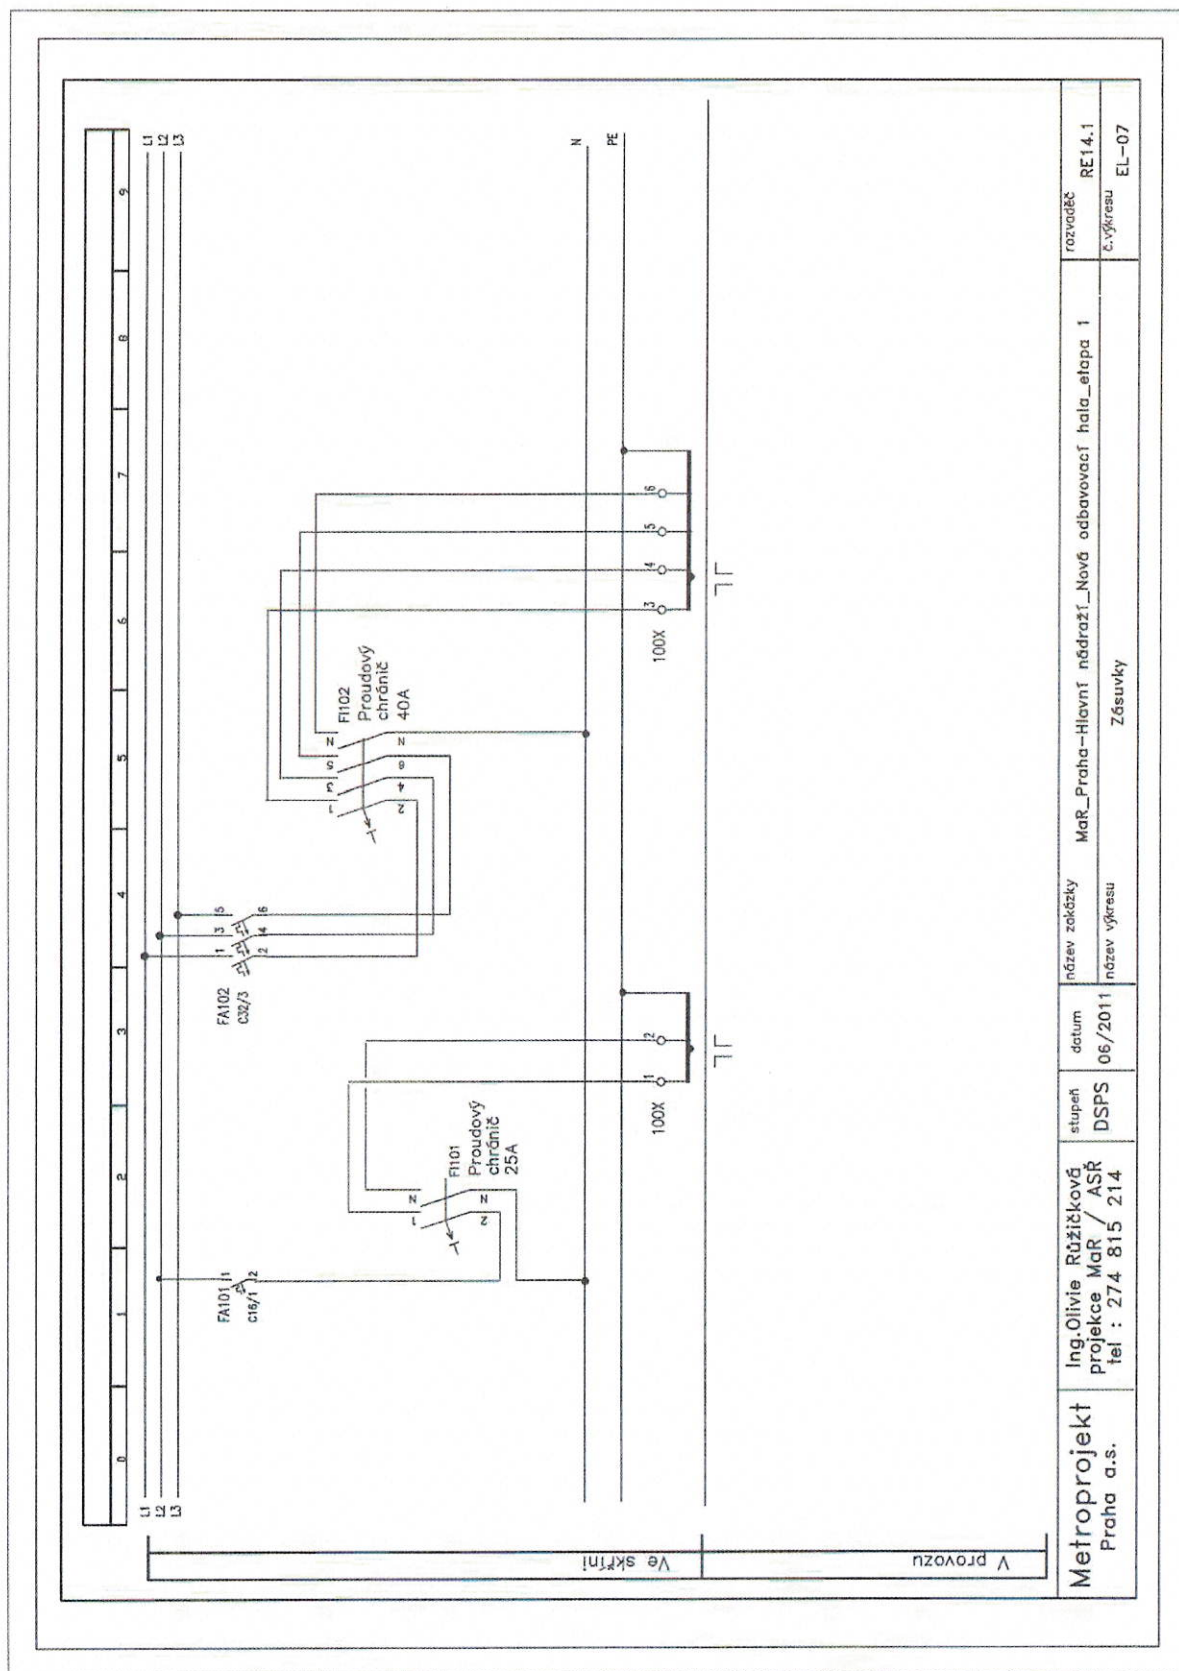 0 1 2 3 4 5 6 7 8 9
L1 L1
L2 L2
L3 L3
FA101
C16/1
1
2
FA102
C32/3
1 3 5
2 4 6
FI101
Proudový
chránič
25A
1 N
2 N
FI102
Proudový
chránič
40A
1 3 5 N
2 4 6 N
N
PE
100X
1 2
100X
3 4 5 6
Ve skříni
V provozu
Metroprojekt
Praha a.s.
Ing.Olivie Růžičková
projekce MaR / ASŘ
tel : 274 815 214
stupeň
DSPS
datum
06/2011
název zakázky
MaR_Praha-Hlavní nádraží_Nová odbavovací hala_etapa 1
název výkresu
Zásuvky
rozvaděč
RE14.1
č.výkresu
EL-07